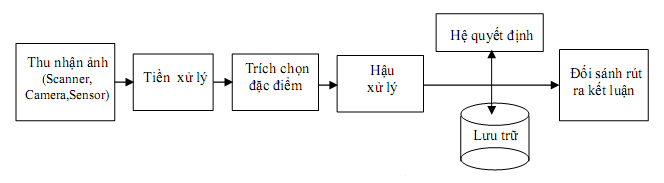 Thu nhận ảnh
(Scanner,
Camera,Sensor)
Tiền xử lý
Trích chọn
đặc điểm
Hậu
xử lý
Hệ quyết định
Lưu trữ
Đối sánh rút
ra kết luận